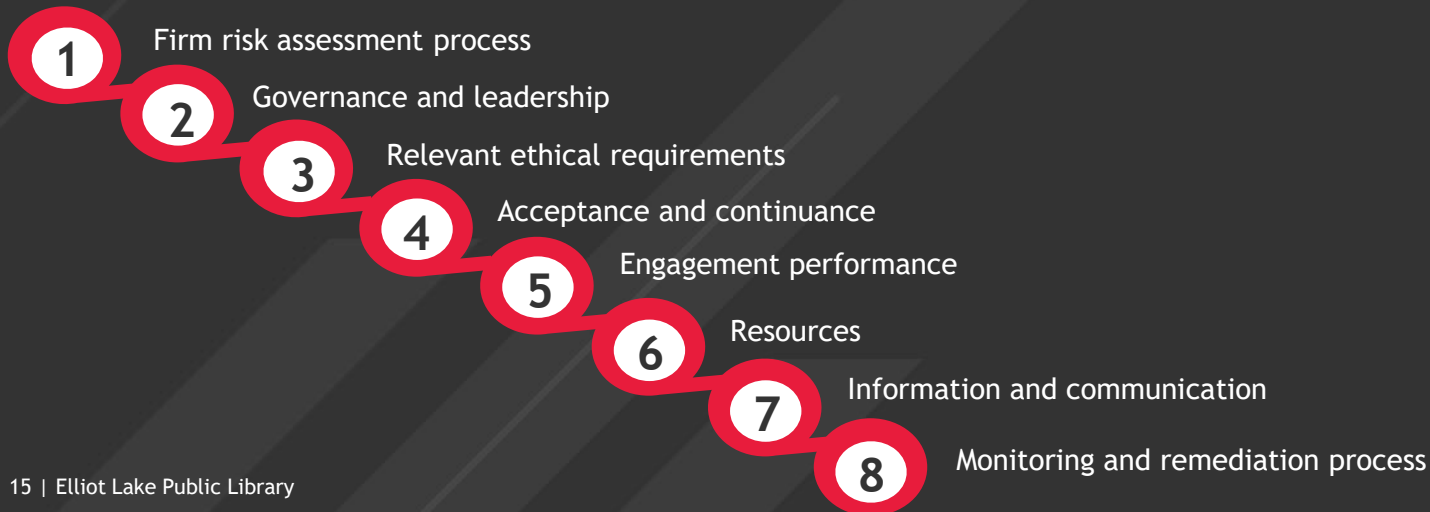 1 Firm risk assessment process
2 Governance and leadership
3 Relevant ethical requirements
4 Acceptance and continuance
5 Engagement performance
6 Resources
7 Information and communication
8 Monitoring and remediation process
15 | Elliot Lake Public Library